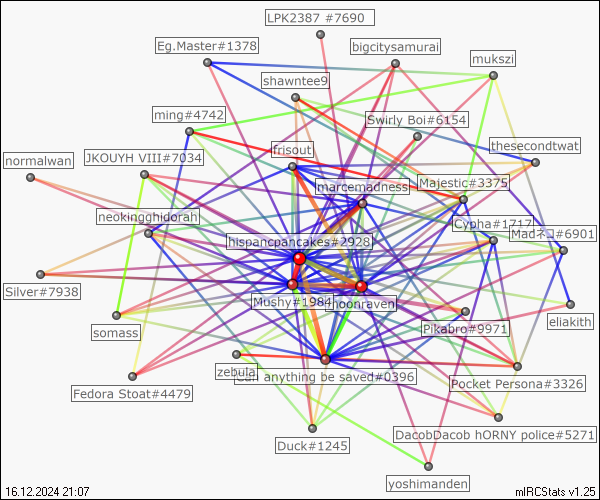 LPK2387 #7690
Eg.Master#1378
bigcitysamurai
mukszi
shawntee9
ming#4742
Swirly Boi#6154
thesecondtwat
frisout
normalwan
JKOUYH VIII#7034
marcemadness
Majestic#3375
neokingghidorah
Cypha#1717
Madネコ#6901
hispancpancakes#2928
Silver#7938
Mushy#1984
moonraven
eliakith
somass
Pikabro#9971
zebula
Can anything be saved#0396
Pocket Persona#3326
Fedora Stoat#4479
DacobDacob hORNY police#5271
Duck#1245
yoshimanden
16.12.2024 21:07
mIRCStats v1.25